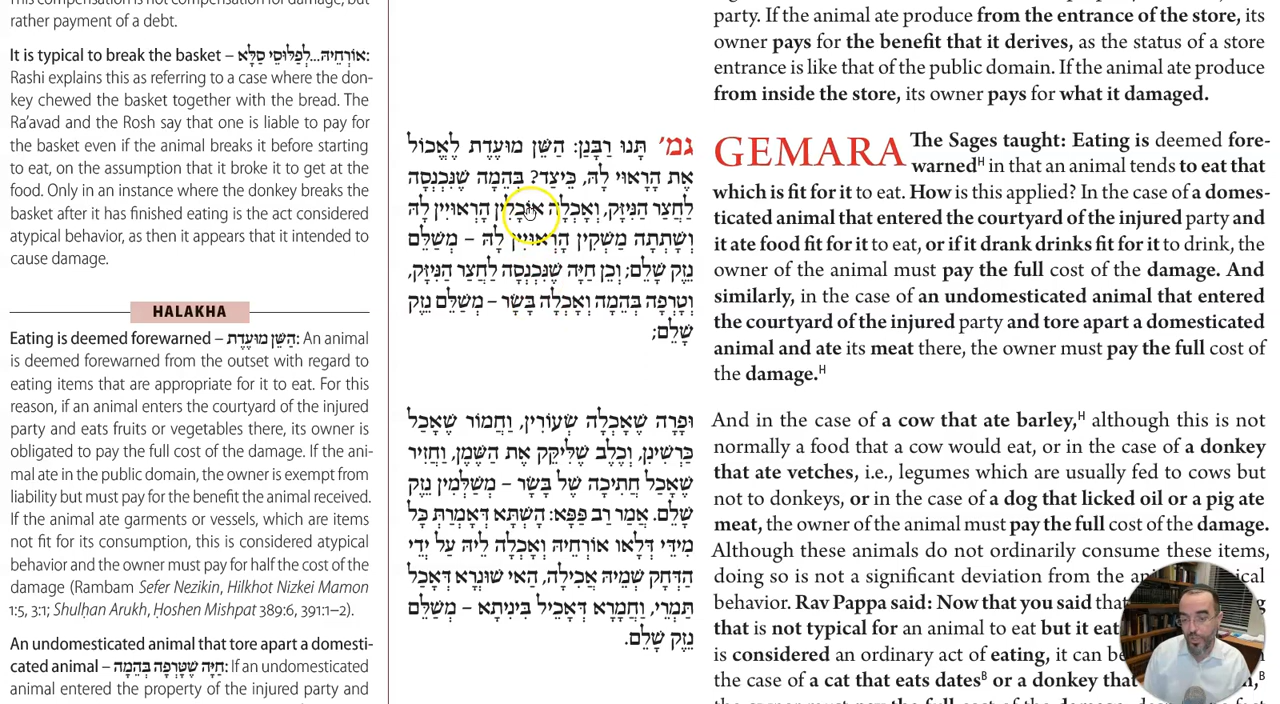 This compensation is not compensation for damage, but
rather payment of a debt.
It is typical to break the basket – אוֹרְחֵיהּ...לְפַלּוֹסֵי סַלָּא:
Rashi explains this as referring to a case where the don-
key chewed the basket together with the bread. The
Ra'avad and the Rosh say that one is liable to pay for
the basket even if the animal breaks it before starting
to eat, on the assumption that it broke it to get at the
food. Only in an instance where the donkey breaks the
basket after it has finished eating is the act considered
atypical behavior, as then it appears that it intended to
cause damage.
HALAKHA
Eating is deemed forewarned – הַשֵּׁן מוּעֶדֶת: An animal
is deemed forewarned from the outset with regard to
eating items that are appropriate for it to eat. For this
reason, if an animal enters the courtyard of the injured
party and eats fruits or vegetables there, its owner is
obligated to pay the full cost of the damage. If the ani-
mal ate in the public domain, the owner is exempt from
liability but must pay for the benefit the animal received.
If the animal ate garments or vessels, which are items
not fit for its consumption, this is considered atypical
behavior and the owner must pay for half the cost of the
damage (Rambam Sefer Nezikin, Hilkhot Nizkei Mamon
1:5, 3:1; Shulḥan Arukh, Ḥoshen Mishpat 389:6, 391:1–2).
An undomesticated animal that tore apart a domesti-
cated animal – חַיָּה שֶׁטָּרְפָה בְּהֵמָה: If an undomesticated
animal entered the property of the injured party and
גמ׳ תָּנוּ רַבָּנַן: הַשֵּׁן מוּעֶדֶת לֶאֱכוֹל
אֶת הָרָאוּי לָהּ, כֵּיצַד? בְּהֵמָה שֶׁנִּכְנְסָה
לַחֲצַר הַנִּיזָּק, וְאָכְלָה אוֹכָלִין הָרְאוּיִין לָהּ
וְשָׁתְתָה מַשְׁקִין הָרְאוּיִין לָהּ – מְשַׁלֵּם
נֶזֶק שָׁלֵם; וְכֵן חַיָּה שֶׁנִּכְנְסָה לַחֲצַר הַנִּיזָּק,
וְטָרְפָה בְּהֵמָה וְאָכְלָה בָּשָׂר – מְשַׁלֵּם נֶזֶק
שָׁלֵם;
וּפָרָה שֶׁאָכְלָה שְׂעוֹרִין, וַחֲמוֹר שֶׁאָכַל
כַּרְשִׁינִן, וְכֶלֶב שֶׁלִּיקֵּק אֶת הַשֶּׁמֶן, וַחֲזִיר
שֶׁאָכַל חֲתִיכָה שֶׁל בָּשָׂר – מְשַׁלְּמִין נֶזֶק
שָׁלֵם. אֲמַר רַב פָּפָּא: הָשְׁתָּא דְּאָמְרַתְּ כָּל
מִידֵּי דְּלָאו אוֹרְחֵיהּ וְאָכְלָה לֵיהּ עַל יְדֵי
הַדְּחָק שְׁמֵיהּ אֲכִילָה, הַאי שׁוּנָרָא דְּאָכַל
תַּמְרֵי, וַחֲמָרָא דְּאָכֵיל בִּינִיתָא – מְשַׁלֵּם
נֶזֶק שָׁלֵם.
party. If the animal ate produce from the entrance of the store, its
owner pays for the benefit that it derives, as the status of a store
entrance is like that of the public domain. If the animal ate produce
from inside the store, its owner pays for what it damaged.
GEMARA The Sages taught: Eating is deemed fore-
warnedH in that an animal tends to eat that
which is fit for it to eat. How is this applied? In the case of a domes-
ticated animal that entered the courtyard of the injured party and
it ate food fit for it to eat, or if it drank drinks fit for it to drink, the
owner of the animal must pay the full cost of the damage. And
similarly, in the case of an undomesticated animal that entered
the courtyard of the injured party and tore apart a domesticated
animal and ate its meat there, the owner must pay the full cost of
the damage.H
And in the case of a cow that ate barley,H although this is not
normally a food that a cow would eat, or in the case of a donkey
that ate vetches, i.e., legumes which are usually fed to cows but
not to donkeys, or in the case of a dog that licked oil or a pig ate
meat, the owner of the animal must pay the full cost of the damage.
Although these animals do not ordinarily consume these items,
doing so is not a significant deviation from the
behavior. Rav Pappa said: Now that you said
that is not typical for an animal to eat but it
is considered an ordinary act of eating, it can
the case of a cat that eats datesB or a donkey